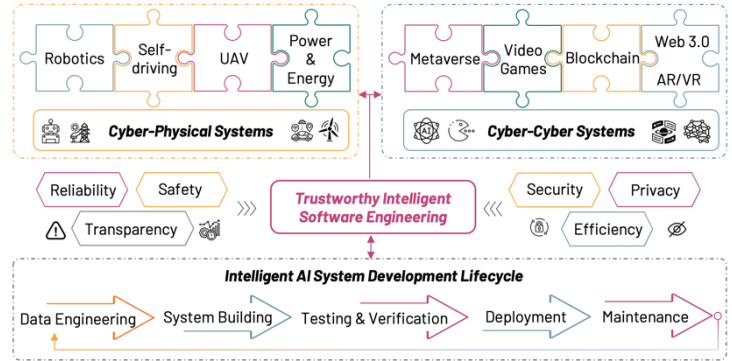 Robotics
Self-
driving
UAV
Power
&
Energy
Cyber-Physical Systems
Metaverse
Video
Games
Blockchain
Web 3.0
AR/VR
AI
Cyber-Cyber Systems
Reliability
Safety
Transparency
Trustworthy Intelligent
Software Engineering
Security
Privacy
Efficiency
Intelligent AI System Development Lifecycle
Data Engineering
System Building
Testing & Verification
Deployment
Maintenance